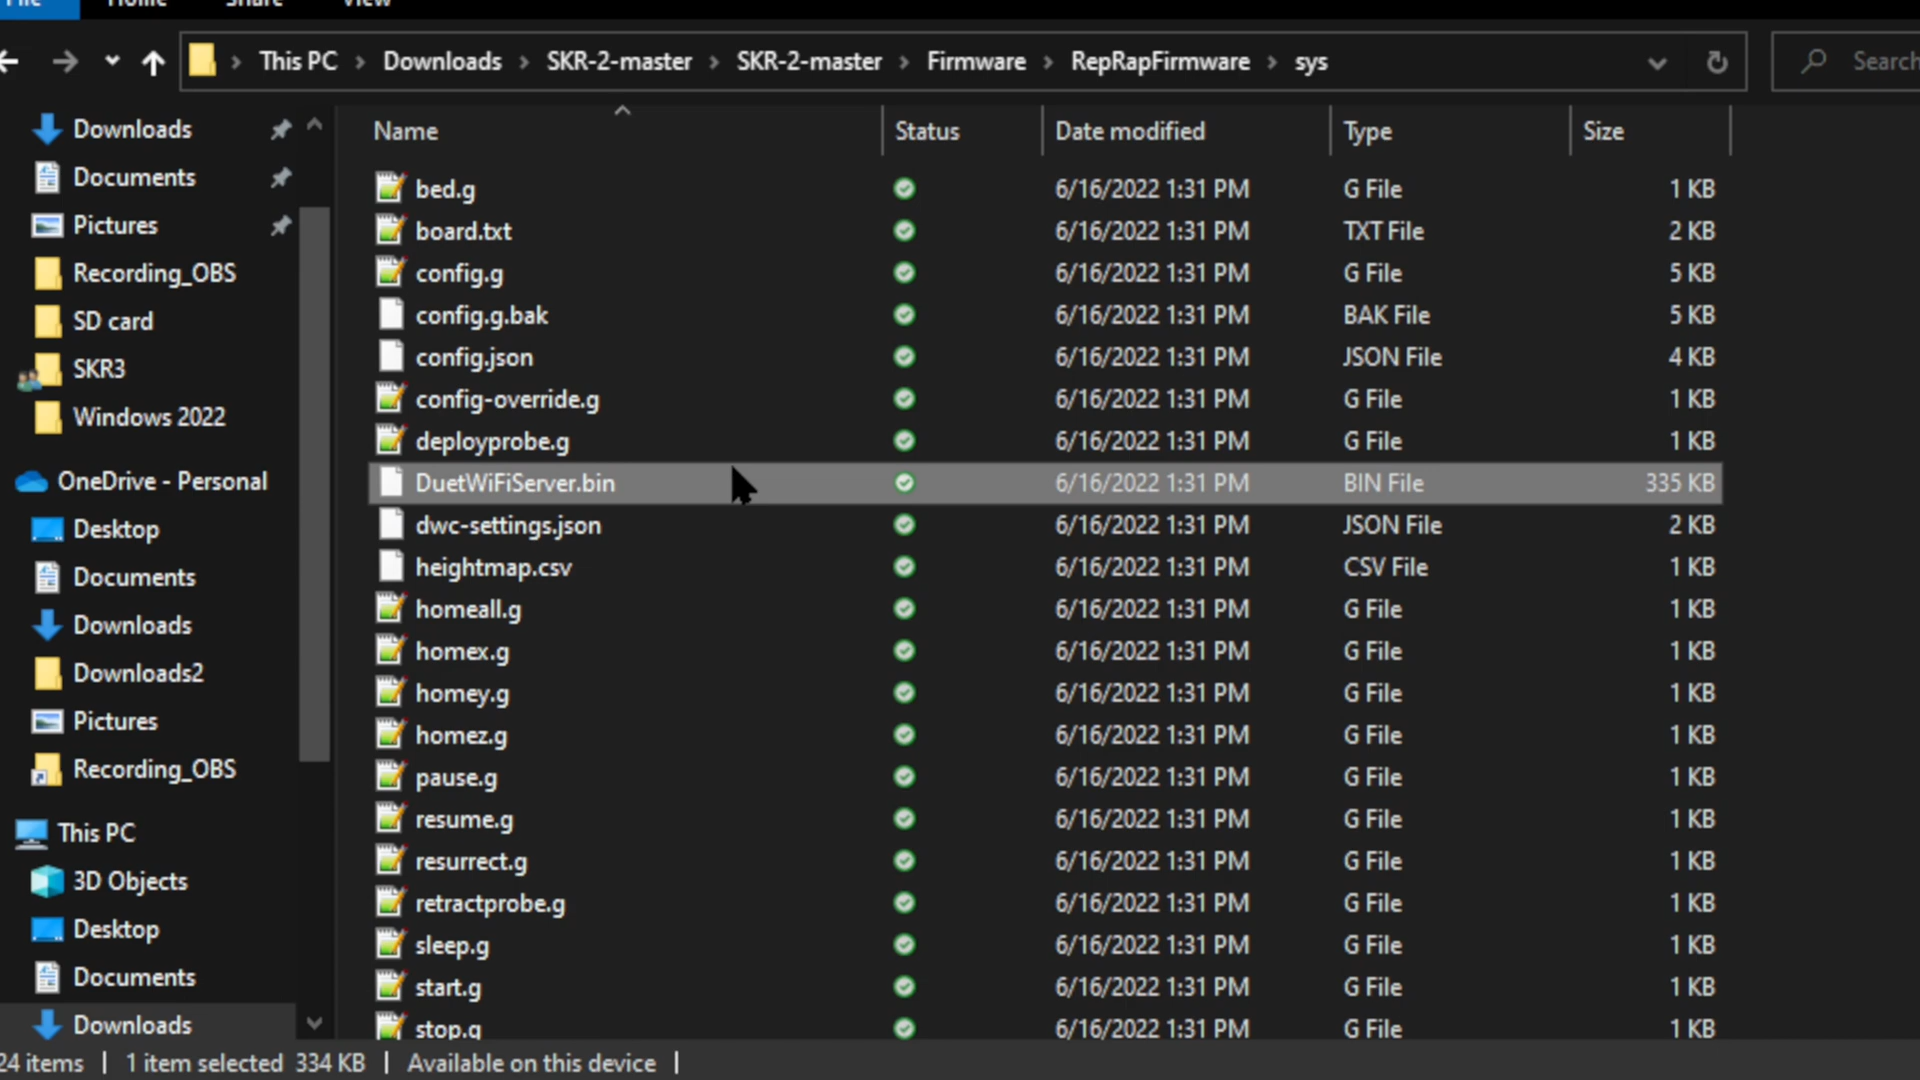 File Home Share View
This PC > Downloads > SKR-2-master > SKR-2-master > Firmware > RepRapFirmware > sys Search
Downloads
Documents
Pictures
Recording_OBS
SD card
SKR3
Windows 2022
OneDrive - Personal
Desktop
Documents
Downloads
Downloads2
Pictures
Recording_OBS
This PC
3D Objects
Desktop
Documents
Downloads
Name Status Date modified Type Size
bed.g 6/16/2022 1:31 PM G File 1 KB
board.txt 6/16/2022 1:31 PM TXT File 2 KB
config.g 6/16/2022 1:31 PM G File 5 KB
config.g.bak 6/16/2022 1:31 PM BAK File 5 KB
config.json 6/16/2022 1:31 PM JSON File 4 KB
config-override.g 6/16/2022 1:31 PM G File 1 KB
deployprobe.g 6/16/2022 1:31 PM G File 1 KB
DuetWiFiServer.bin 6/16/2022 1:31 PM BIN File 335 KB
dwc-settings.json 6/16/2022 1:31 PM JSON File 2 KB
heightmap.csv 6/16/2022 1:31 PM CSV File 1 KB
homeall.g 6/16/2022 1:31 PM G File 1 KB
homex.g 6/16/2022 1:31 PM G File 1 KB
homey.g 6/16/2022 1:31 PM G File 1 KB
homez.g 6/16/2022 1:31 PM G File 1 KB
pause.g 6/16/2022 1:31 PM G File 1 KB
resume.g 6/16/2022 1:31 PM G File 1 KB
resurrect.g 6/16/2022 1:31 PM G File 1 KB
retractprobe.g 6/16/2022 1:31 PM G File 1 KB
sleep.g 6/16/2022 1:31 PM G File 1 KB
start.g 6/16/2022 1:31 PM G File 1 KB
stop.g 6/16/2022 1:31 PM G File 1 KB
24 items | 1 item selected 334 KB | Available on this device |